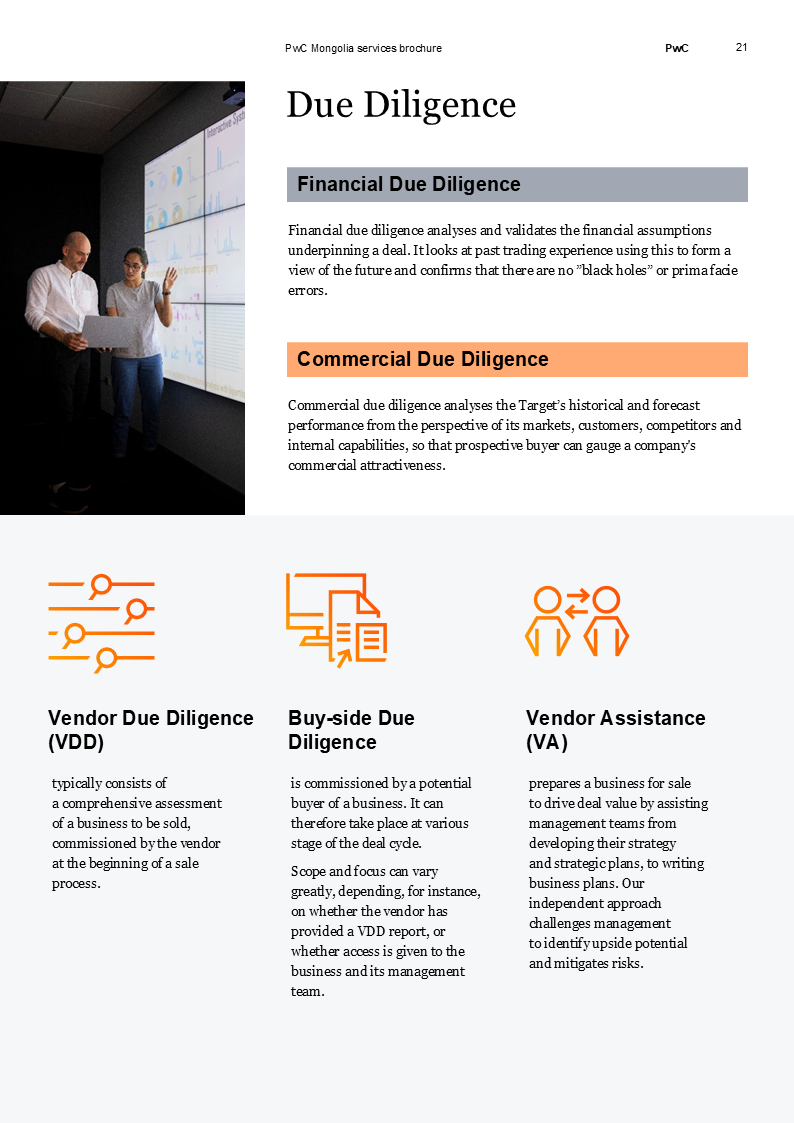 PwC Mongolia services brochure
PwC
21
Due Diligence
Interactive Syst
Financial Due Diligence
Financial due diligence analyses and validates the financial assumptions
underpinning a deal. It looks at past trading experience using this to form a
view of the future and confirms that there are no ”black holes” or prima facie
errors.
Commercial Due Diligence
Commercial due diligence analyses the Target’s historical and forecast
performance from the perspective of its markets, customers, competitors and
internal capabilities, so that prospective buyer can gauge a company's
commercial attractiveness.
Vendor Due Diligence
(VDD)
typically consists of
a comprehensive assessment
of a business to be sold,
commissioned by the vendor
at the beginning of a sale
process.
Buy-side Due
Diligence
is commissioned by a potential
buyer of a business. It can
therefore take place at various
stage of the deal cycle.
Scope and focus can vary
greatly, depending, for instance,
on whether the vendor has
provided a VDD report, or
whether access is given to the
business and its management
team.
Vendor Assistance
(VA)
prepares a business for sale
to drive deal value by assisting
management teams from
developing their strategy
and strategic plans, to writing
business plans. Our
independent approach
challenges management
to identify upside potential
and mitigates risks.